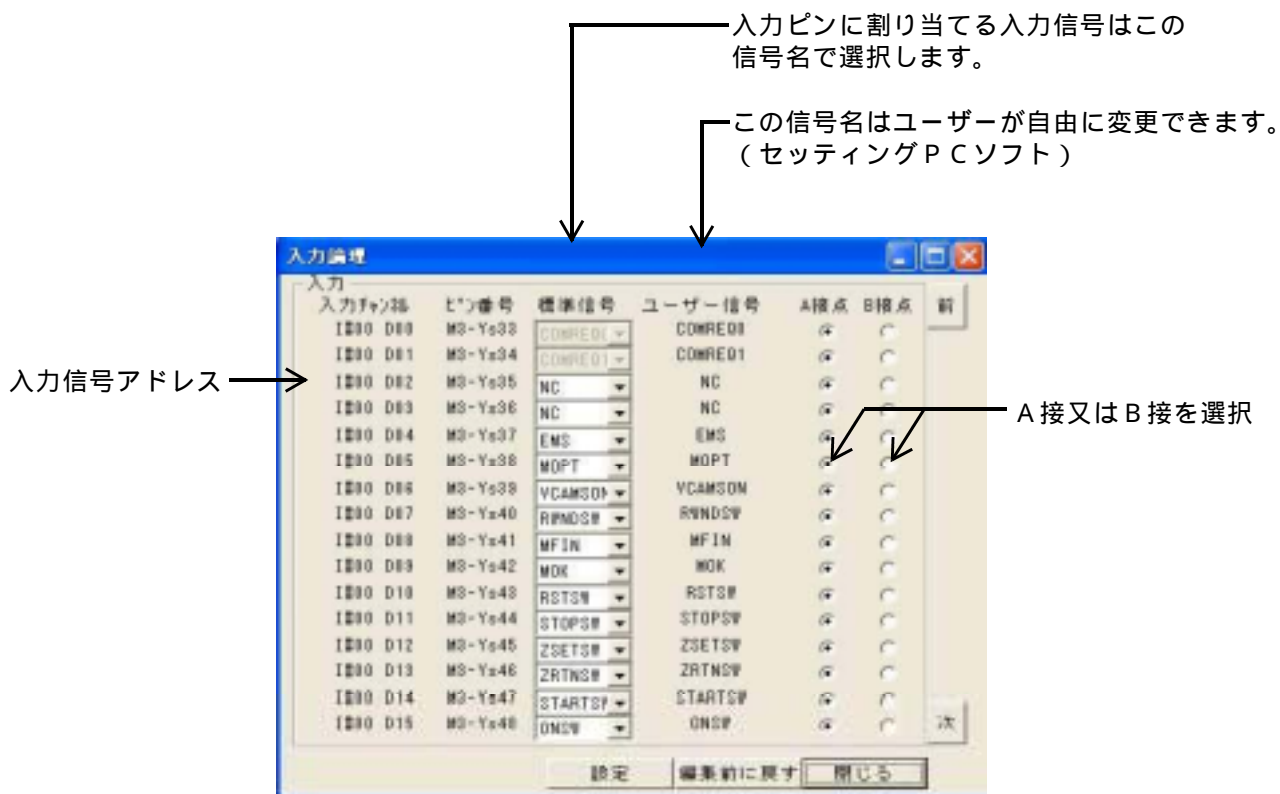 入力ピンに割り当てる入力信号はこの
信号名で選択します。
この信号名はユーザーが自由に変更できます。
(セッティングＰＣソフト)
入力論理
入力
入力ﾁｬﾝﾈﾙ ﾋﾟﾝ番号 標準信号 ユーザー信号 A接点 B接点 前
I#00 D00 M3-Ys33 COMREQ0 COMREQ0
I#00 D01 M3-Ys34 COMREQ1 COMREQ1
入力信号アドレス
I#00 D02 M3-Ys35 NC NC
I#00 D03 M3-Ys36 NC NC
Ａ接又はＢ接を選択
I#00 D04 M3-Ys37 EMS EMS
I#00 D05 M3-Ys38 MOPT MOPT
I#00 D06 M3-Ys39 VCAMSON VCAMSON
I#00 D07 M3-Ys40 RWNDSW RWNDSW
I#00 D08 M3-Ys41 MFIN MFIN
I#00 D09 M3-Ys42 MOK MOK
I#00 D10 M3-Ys43 RSTSW RSTSW
I#00 D11 M3-Ys44 STOPSW STOPSW
I#00 D12 M3-Ys45 ZSETSW ZSETSW
I#00 D13 M3-Ys46 ZRTNSW ZRTNSW
I#00 D14 M3-Ys47 STARTSW STARTSW
I#00 D15 M3-Ys48 ONSW ONSW 次
設定 編集前に戻す 閉じる